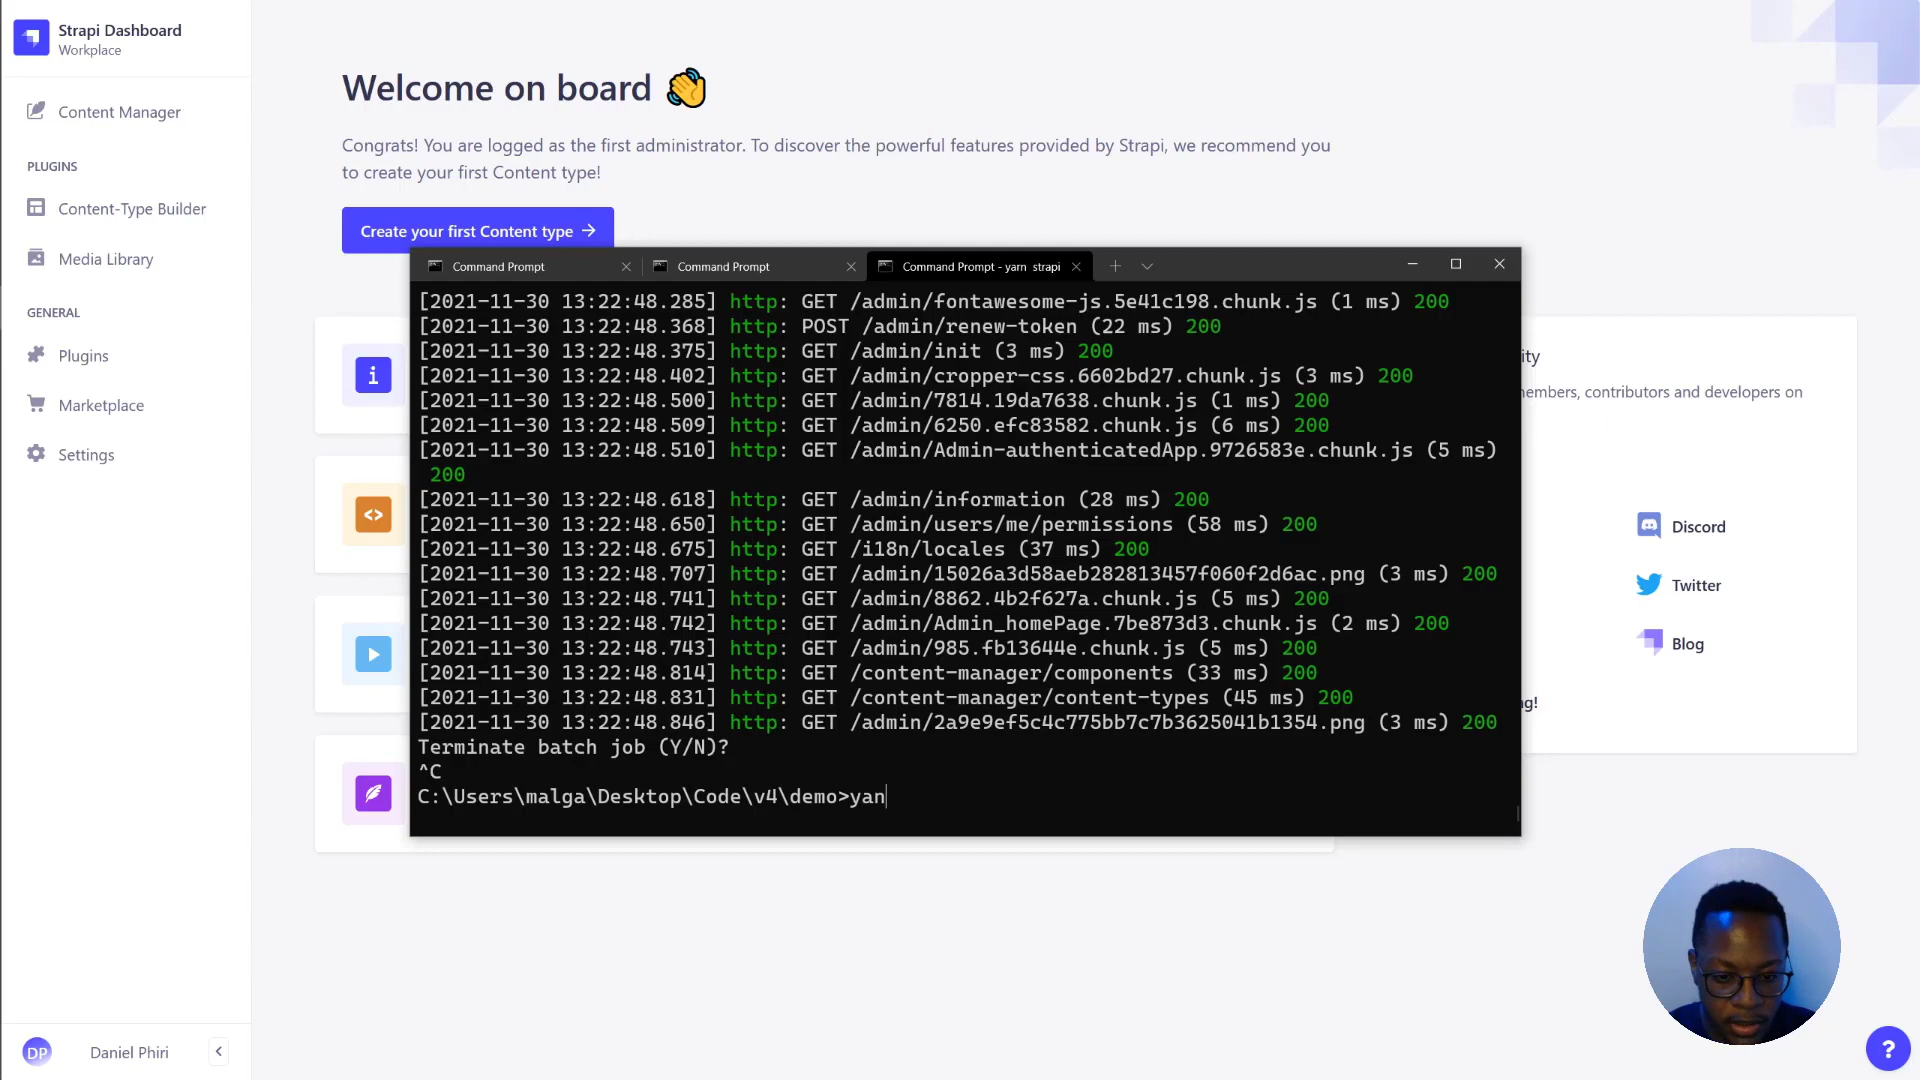 Strapi Dashboard
Workplace
Content Manager
PLUGINS
Content-Type Builder
Media Library
GENERAL
Plugins
Marketplace
Settings
DP
Daniel Phiri
Welcome on board
Congrats! You are logged as the first administrator. To discover the powerful features provided by Strapi, we recommend you
to create your first Content type!
Create your first Content type →
Command Prompt
Command Prompt
Command Prompt - yarn strapi
[2021-11-30 13:22:48.285] http: GET /admin/fontawesome-js.5e41c198.chunk.js (1 ms) 200
[2021-11-30 13:22:48.368] http: POST /admin/renew-token (22 ms) 200
[2021-11-30 13:22:48.375] http: GET /admin/init (3 ms) 200
[2021-11-30 13:22:48.402] http: GET /admin/cropper-css.6602bd27.chunk.js (3 ms) 200
[2021-11-30 13:22:48.500] http: GET /admin/7814.19da7638.chunk.js (1 ms) 200
[2021-11-30 13:22:48.509] http: GET /admin/6250.efc83582.chunk.js (6 ms) 200
[2021-11-30 13:22:48.510] http: GET /admin/Admin-authenticatedApp.9726583e.chunk.js (5 ms)
200
[2021-11-30 13:22:48.618] http: GET /admin/information (28 ms) 200
[2021-11-30 13:22:48.650] http: GET /admin/users/me/permissions (58 ms) 200
[2021-11-30 13:22:48.675] http: GET /i18n/locales (37 ms) 200
[2021-11-30 13:22:48.707] http: GET /admin/15026a3d58aeb282813457f060f2d6ac.png (3 ms) 200
[2021-11-30 13:22:48.741] http: GET /admin/8862.4b2f627a.chunk.js (5 ms) 200
[2021-11-30 13:22:48.742] http: GET /admin/Admin_homePage.7be873d3.chunk.js (2 ms) 200
[2021-11-30 13:22:48.743] http: GET /admin/985.fb13644e.chunk.js (5 ms) 200
[2021-11-30 13:22:48.814] http: GET /content-manager/components (33 ms) 200
[2021-11-30 13:22:48.831] http: GET /content-manager/content-types (45 ms) 200
[2021-11-30 13:22:48.846] http: GET /admin/2a9e9ef5c4c775bb7c7b3625041b1354.png (3 ms) 200
Terminate batch job (Y/N)?
^C
C:\Users\malga\Desktop\Code\v4\demo>yan
ity
members, contributors and developers on
Discord
Twitter
Blog
ng!
?